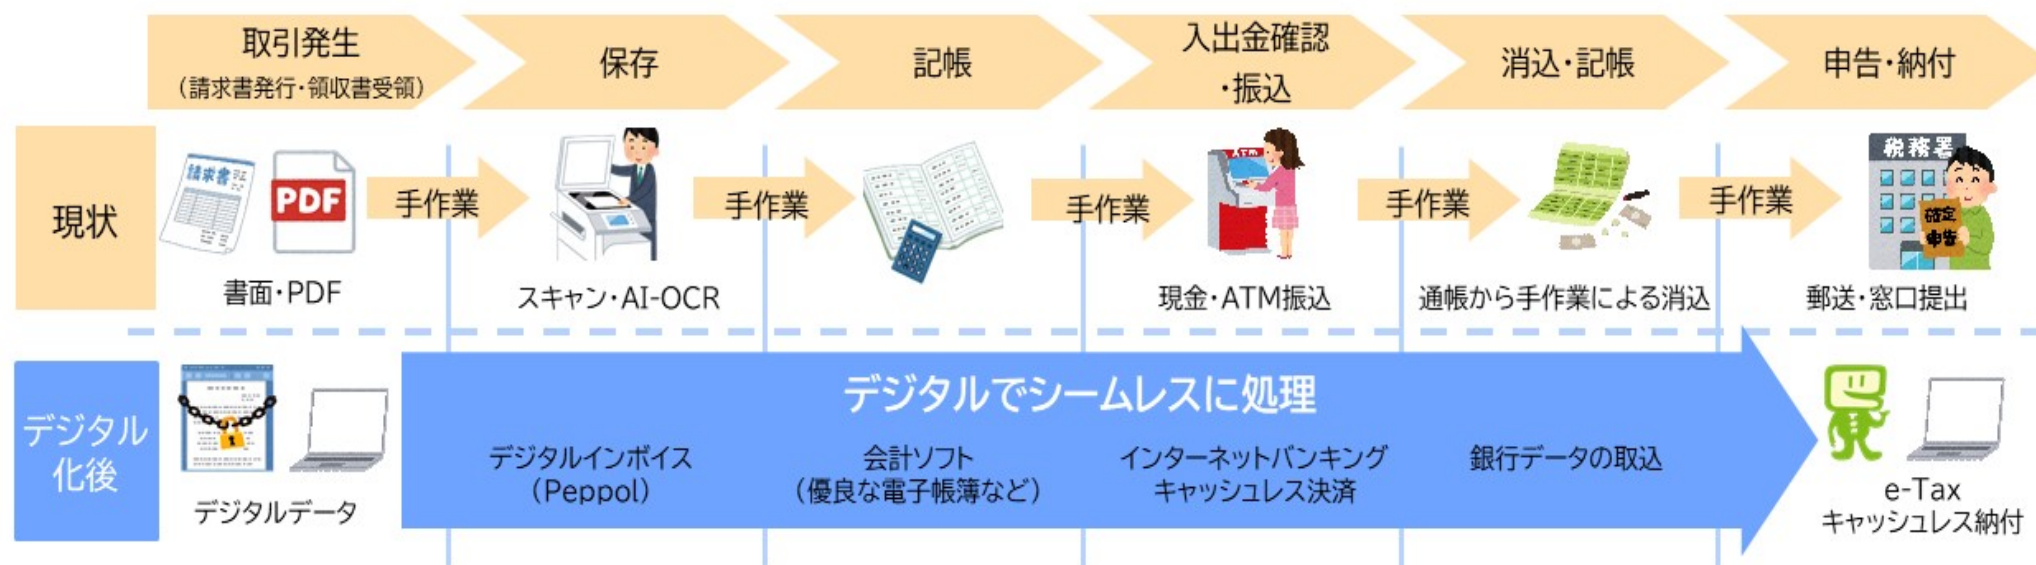 取引発生
（請求書発行・領収書受領）
保存
記帳
入出金確認
・振込
消込・記帳
申告・納付
現状
請求書
PDF
書面・PDF
手作業
スキャン・AI-OCR
手作業
手作業
ATM
現金・ATM振込
手作業
通帳から手作業による消込
手作業
税務署
確定
申告
郵送・窓口提出
デジタル
化後
デジタルデータ
デジタルでシームレスに処理
デジタルインボイス
（Peppol）
会計ソフト
（優良な電子帳簿など）
インターネットバンキング
キャッシュレス決済
銀行データの取込
e-Tax
キャッシュレス納付